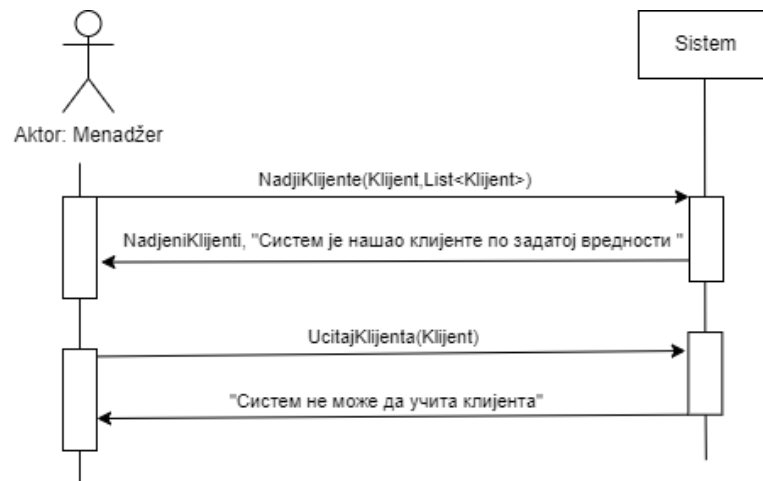 Sistem
Aktor: Menadžer
NadjiKlijente(Klijent,List<Klijent>)
NadjeniKlijenti, "Систем је нашао клијенте по задатој вредности "
UcitajKlijenta(Klijent)
"Систем не може да учита клијента"